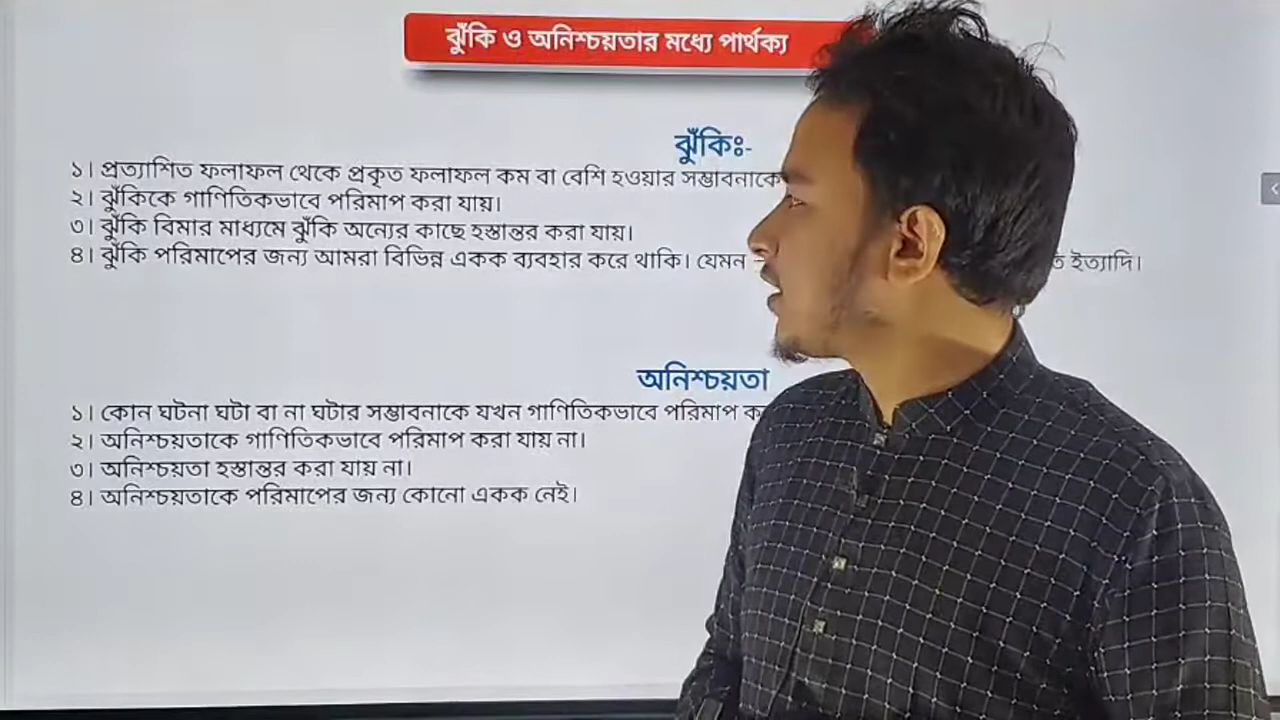 ঝুঁকি ও অনিশ্চয়তার মধ্যে পার্থক্য
ঝুঁকিঃ-
১। প্রত্যাশিত ফলাফল থেকে প্রকৃত ফলাফল কম বা বেশি হওয়ার সম্ভাবনাকে
২। ঝুঁকিকে গাণিতিকভাবে পরিমাপ করা যায়।
৩। ঝুঁকি বিমার মাধ্যমে ঝুঁকি অন্যের কাছে হস্তান্তর করা যায়।
৪। ঝুঁকি পরিমাপের জন্য আমরা বিভিন্ন একক ব্যবহার করে থাকি। যেমন – ইত্যাদি।
অনিশ্চয়তা
১। কোন ঘটনা ঘটা বা না ঘটার সম্ভাবনাকে যখন গাণিতিকভাবে পরিমাপ
২। অনিশ্চয়তাকে গাণিতিকভাবে পরিমাপ করা যায় না।
৩। অনিশ্চয়তা হস্তান্তর করা যায় না।
৪। অনিশ্চয়তাকে পরিমাপের জন্য কোনো একক নেই।